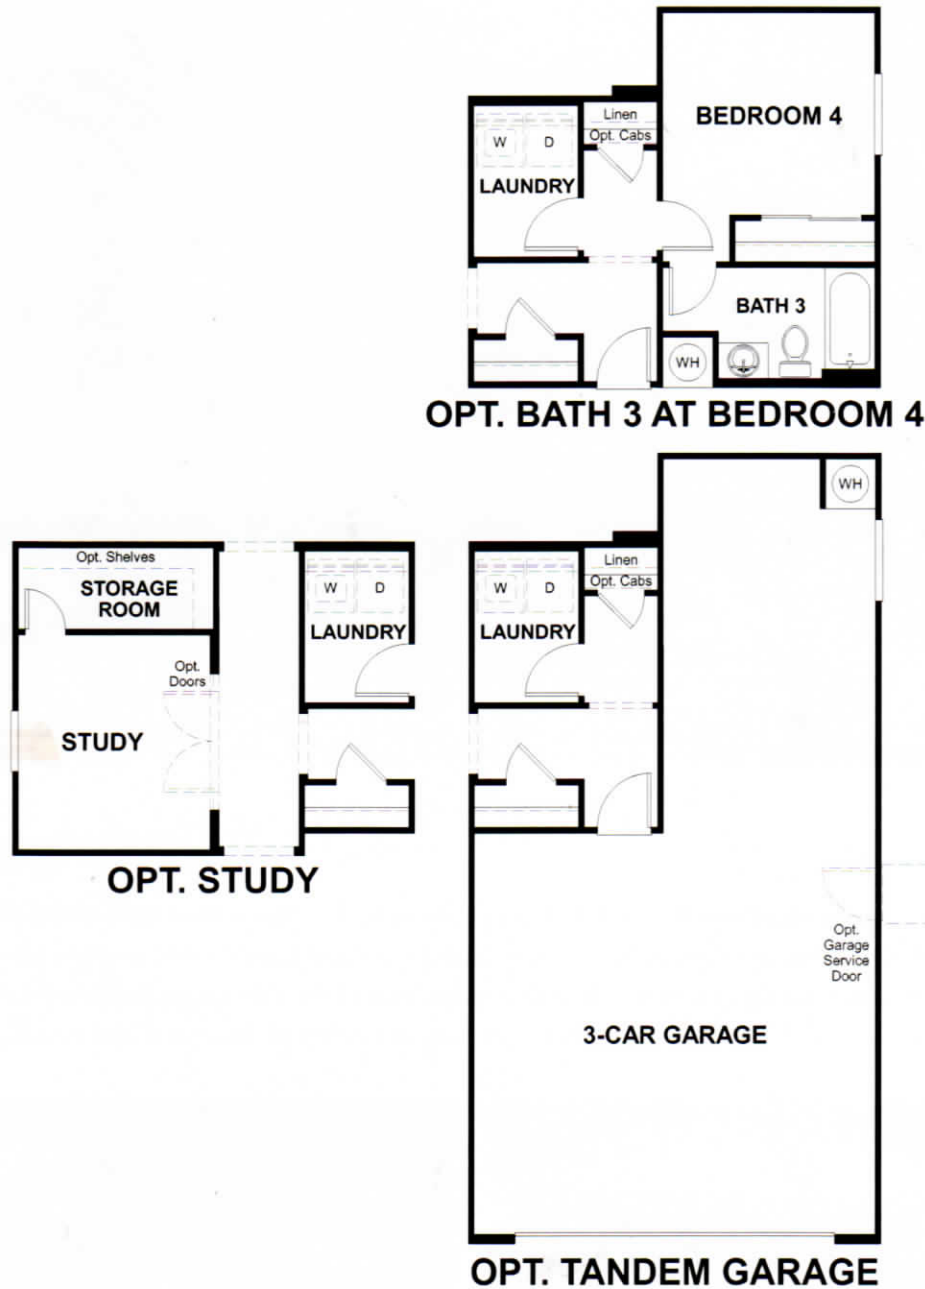 BEDROOM 4
Linen
Opt. Cabs
W
D
LAUNDRY
BATH 3
WH
OPT. BATH 3 AT BEDROOM 4
Opt. Shelves
STORAGE
ROOM
Opt.
Doors
STUDY
W
D
LAUNDRY
OPT. STUDY
WH
Linen
Opt. Cabs
W
D
LAUNDRY
Opt.
Garage
Service
Door
3-CAR GARAGE
OPT. TANDEM GARAGE